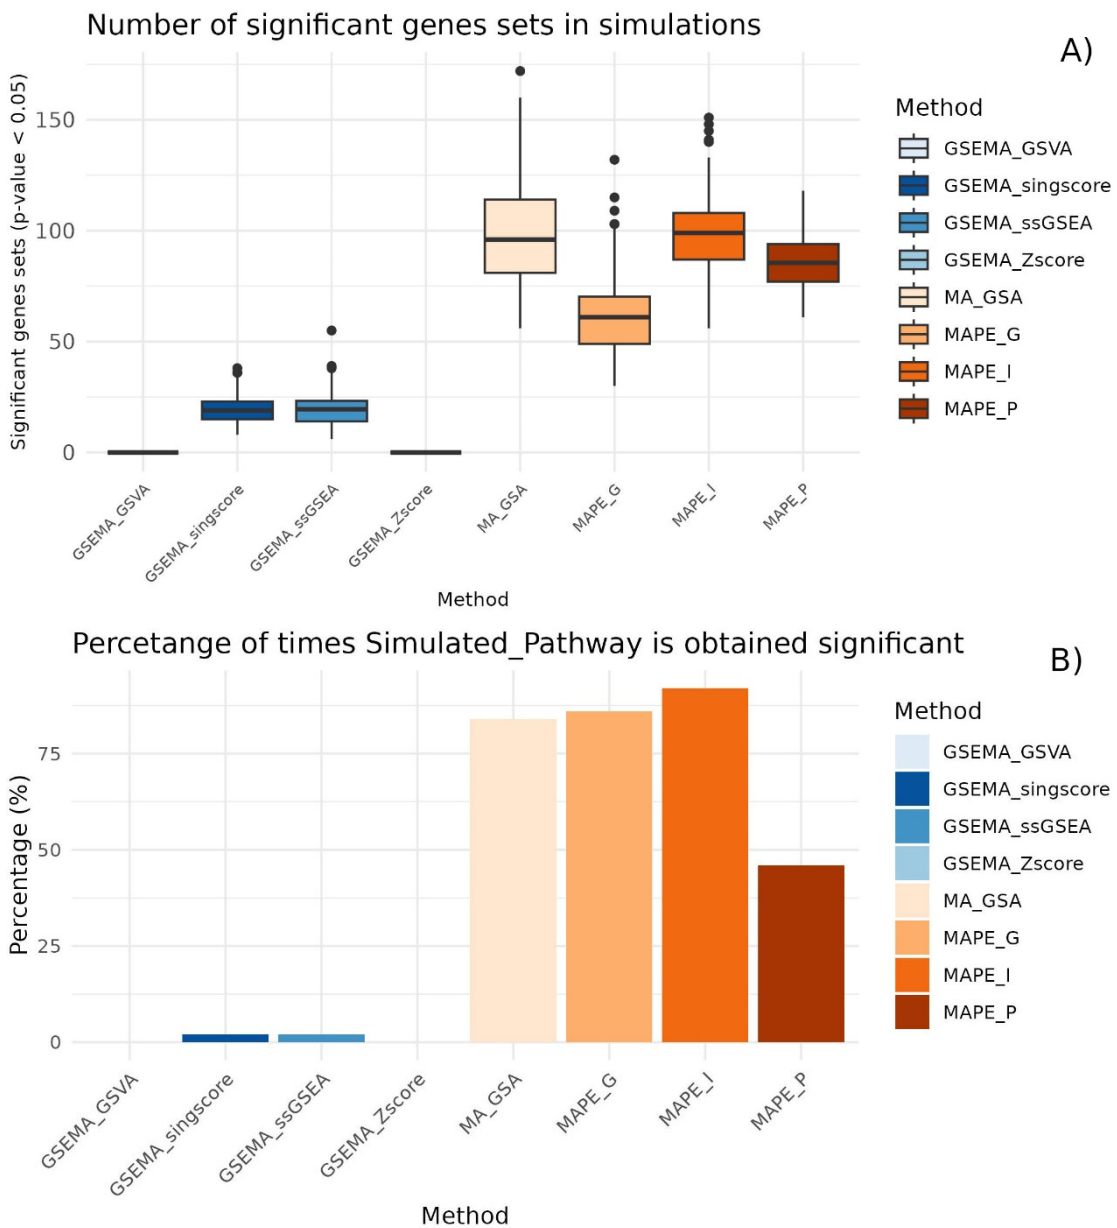 Number of significant genes sets in simulations
A)
Significant genes sets (p-value < 0.05)
150
100
50
0
GSEMA_GSVA
GSEMA_singscore
GSEMA_ssGSEA
GSEMA_Zscore
MA_GSA
MAPE_G
MAPE_I
MAPE_P
Method
Method
GSEMA_GSVA
GSEMA_singscore
GSEMA_ssGSEA
GSEMA_Zscore
MA_GSA
MAPE_G
MAPE_I
MAPE_P
Percetange of times Simulated_Pathway is obtained significant
B)
Percentage (%)
75
50
25
0
GSEMA_GSVA
GSEMA_singscore
GSEMA_ssGSEA
GSEMA_Zscore
MA_GSA
MAPE_G
MAPE_I
MAPE_P
Method
Method
GSEMA_GSVA
GSEMA_singscore
GSEMA_ssGSEA
GSEMA_Zscore
MA_GSA
MAPE_G
MAPE_I
MAPE_P